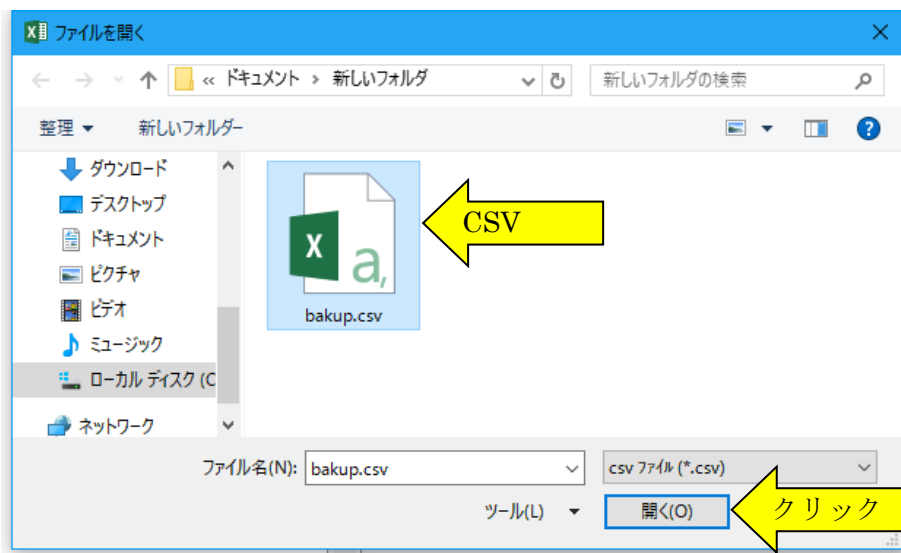 ファイルを開く
« ドキュメント › 新しいフォルダ
新しいフォルダの検索
整理
新しいフォルダー
ダウンロード
デスクトップ
ドキュメント
ピクチャ
ビデオ
ミュージック
ローカル ディスク (C
ネットワーク
X
a,
bakup.csv
CSV
ファイル名(N):
bakup.csv
csv ファイル (*.csv)
ツール(L)
開く(O)
クリック